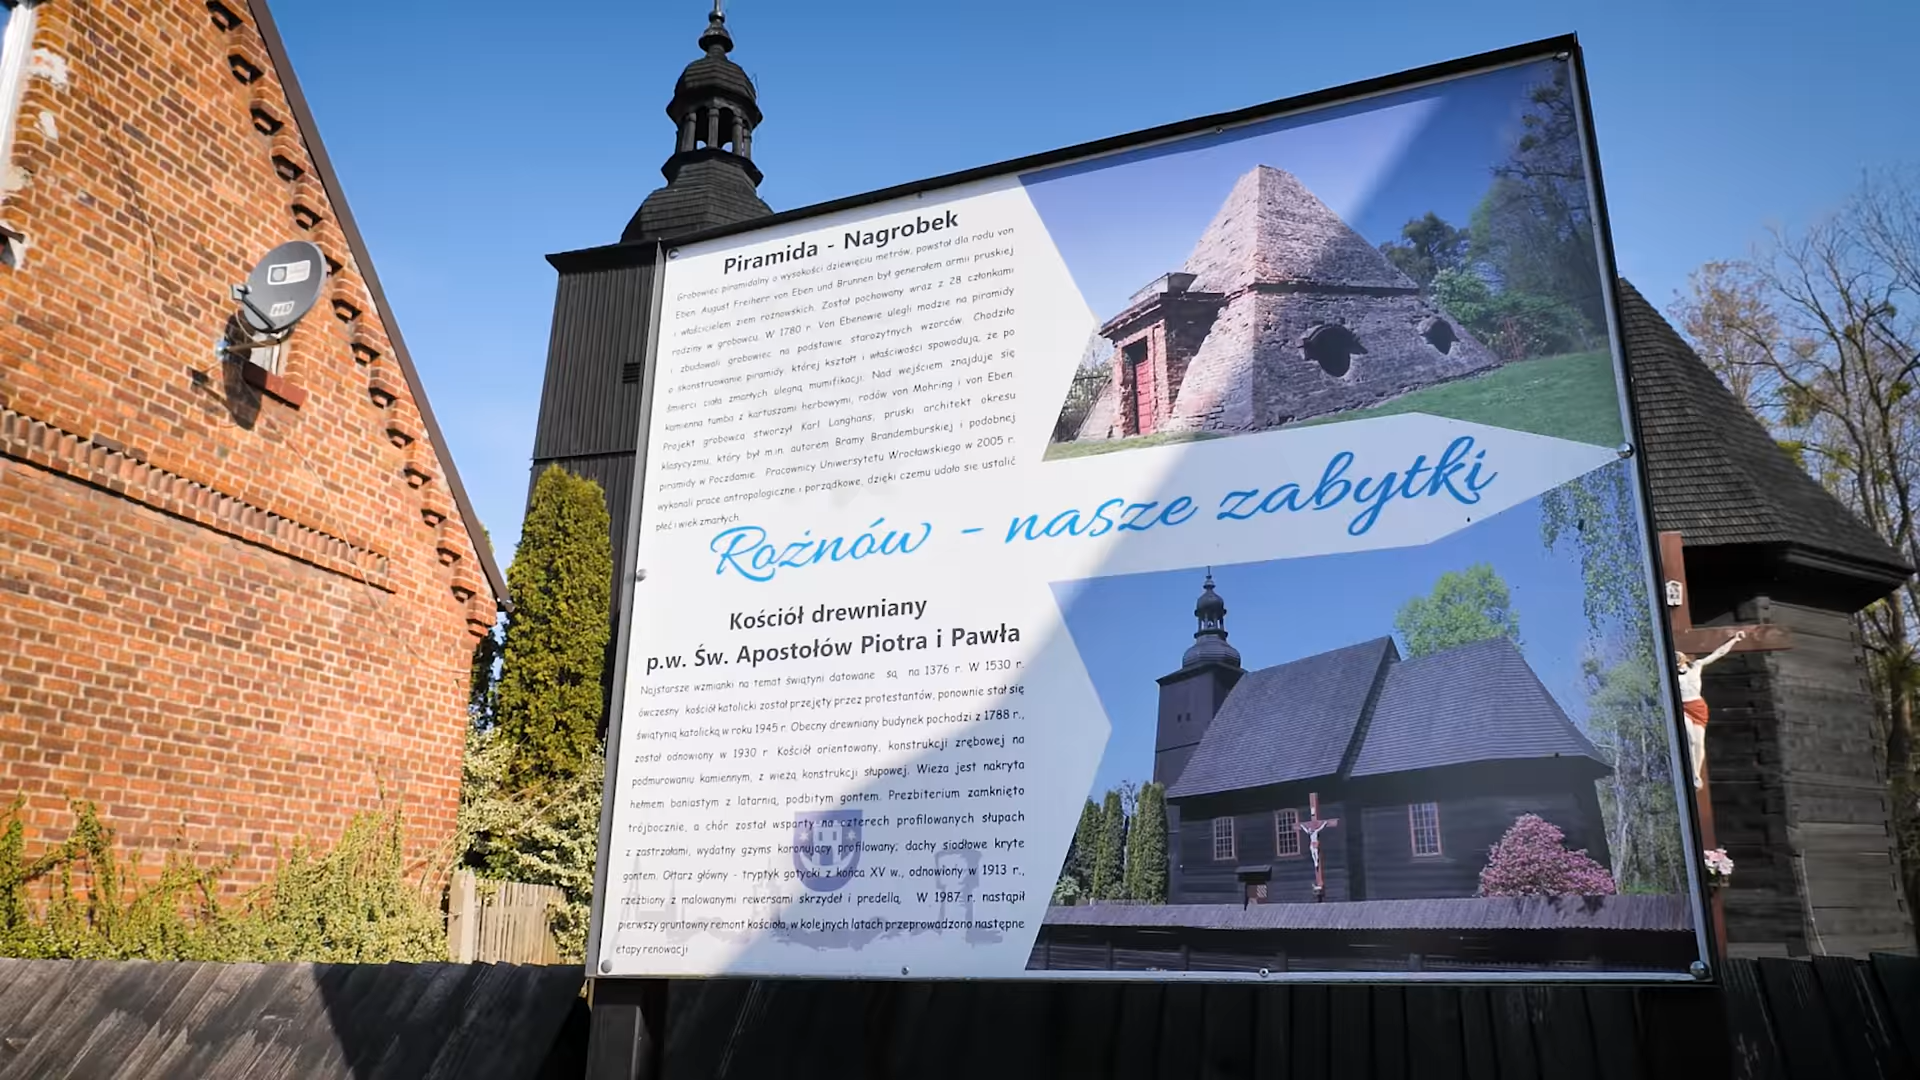 Piramida - Nagrobek
Grobowiec piramidalny o wysokości dziewięciu metrów, powstał dla rodu von
Eben. August Freiherr von Eben und Brunnen był generałem armii pruskiej
i właścicielem ziem roznowskich. Został pochowany wraz z 28 członkami
rodziny w grobowcu. W 1780 r. Von Ebenowie ulegli modzie na piramidy
i zbudowali grobowiec na podstawie starożytnych wzorców. Chodziło
o skonstruowanie piramidy, której kształt i właściwości spowodują, że po
śmierci ciała zmarłych ulegną mumifikacji. Nad wejściem znajduje się
kamienna tumba z kartuszami herbowymi, rodów von Mohring i von Eben.
Projekt grobowca stworzył Karl Langhans, pruski architekt okresu
klasycyzmu, który był m.in. autorem Bramy Brandemburskiej i podobnej
piramidy w Poczdamie. Pracownicy Uniwersytetu Wrocławskiego w 2005 r.
wykonali prace antropologiczne i porządkowe, dzięki czemu udało sie ustalić
płeć i wiek zmarłych.
Rożnów - nasze zabytki
Kościół drewniany
p.w. Św. Apostołów Piotra i Pawła
Najstarsze wzmianki na temat świątyni datowane są na 1376 r. W 1530 r.
ówczesny kościół katolicki został przejęty przez protestantów, ponownie stał się
świątynią katolicką w roku 1945 r. Obecny drewniany budynek pochodzi z 1788 r.,
został odnowiony w 1930 r. Kościół orientowany, konstrukcji zrębowej na
podmurowaniu kamiennym, z wieżą konstrukcji słupowej. Wieża jest nakryta
hełmem baniastym z latarnią, podbitym gontem. Prezbiterium zamknięto
trójbocznie, a chór został wsparty na czterech profilowanych słupach
z zastrzałami, wydatny gzyms koronujący profilowany; dachy siodłowe kryte
gontem. Ołtarz główny - tryptyk gotycki z końca XV w., odnowiony w 1913 r.,
rzeźbiony z malowanymi rewersami skrzydeł i predellą. W 1987 r. nastąpił
pierwszy gruntowny remont kościoła, w kolejnych latach przeprowadzono następne
etapy renowacji
HD